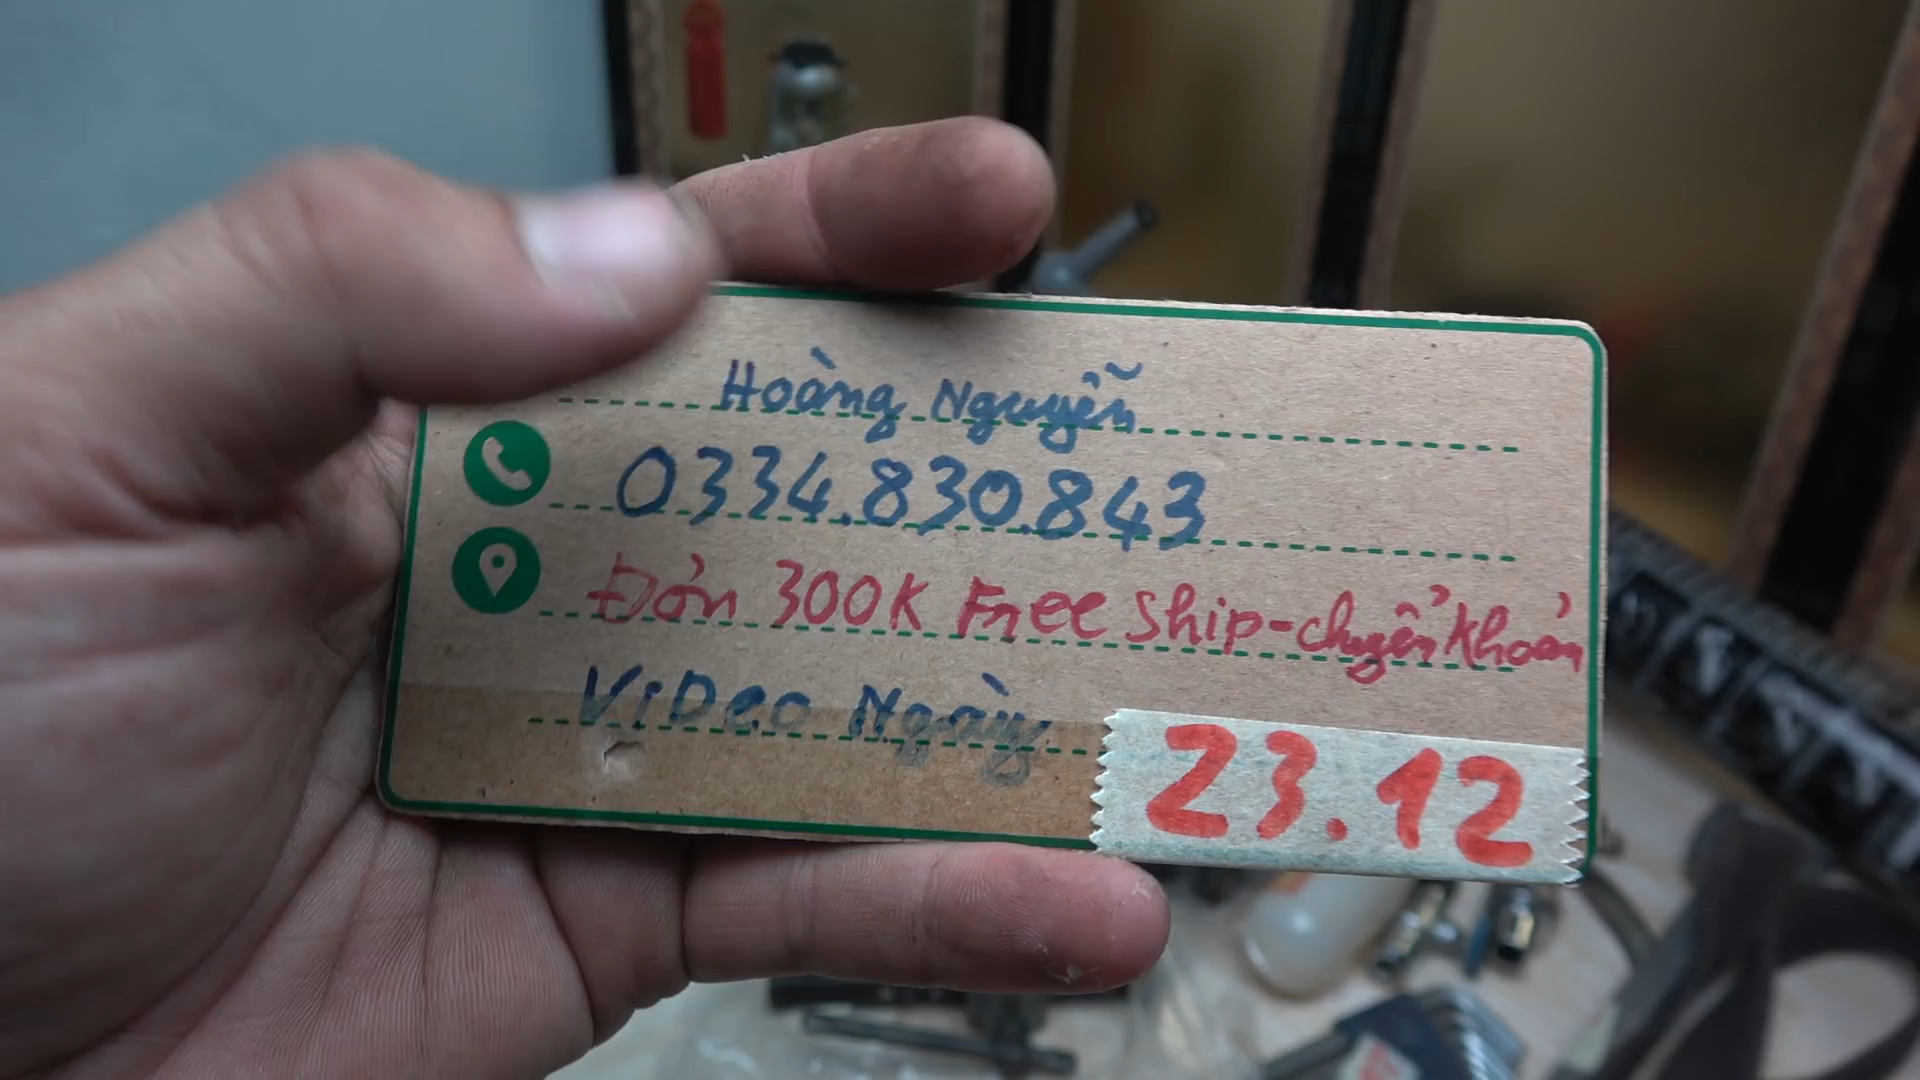 Hoàng Nguyễn
0334.830.843
Đơn 300K Free Ship-chuyển khoản
ViDeo Ngày 23.12